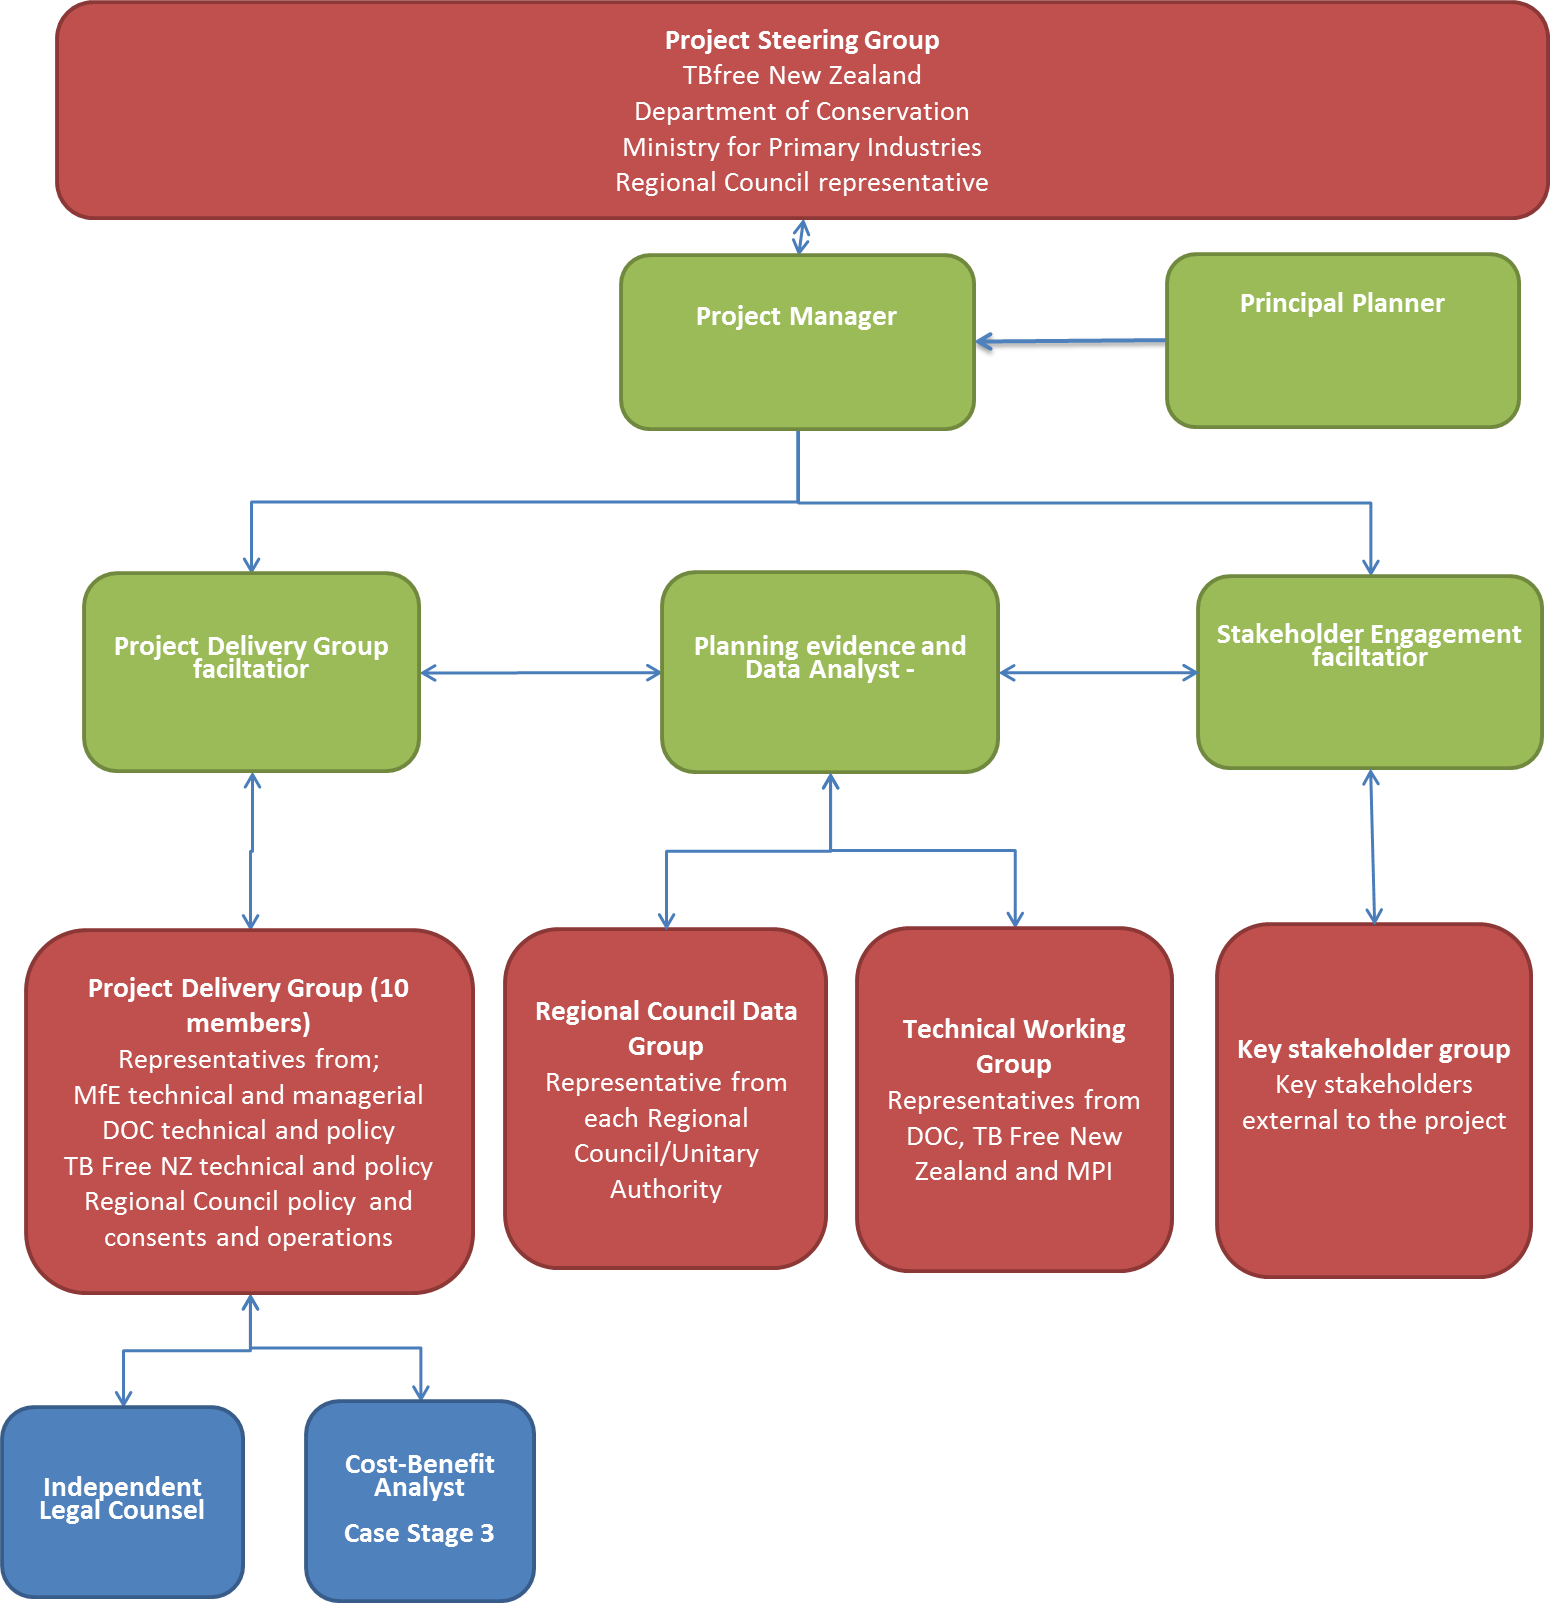 Project Steering Group
TBfree New Zealand
Department of Conservation
Ministry for Primary Industries
Regional Council representative
Project Manager
Principal Planner
Project Delivery Group
faciltatior
Planning evidence and
Data Analyst -
Stakeholder Engagement
faciltatior
Project Delivery Group (10
members)
Representatives from;
MfE technical and managerial
DOC technical and policy
TB Free NZ technical and policy
Regional Council policy and
consents and operations
Regional Council Data
Group
Representative from
each Regional
Council/Unitary
Authority
Technical Working
Group
Representatives from
DOC, TB Free New
Zealand and MPI
Key stakeholder group
Key stakeholders
external to the project
Independent
Legal Counsel
Cost-Benefit
Analyst
Case Stage 3